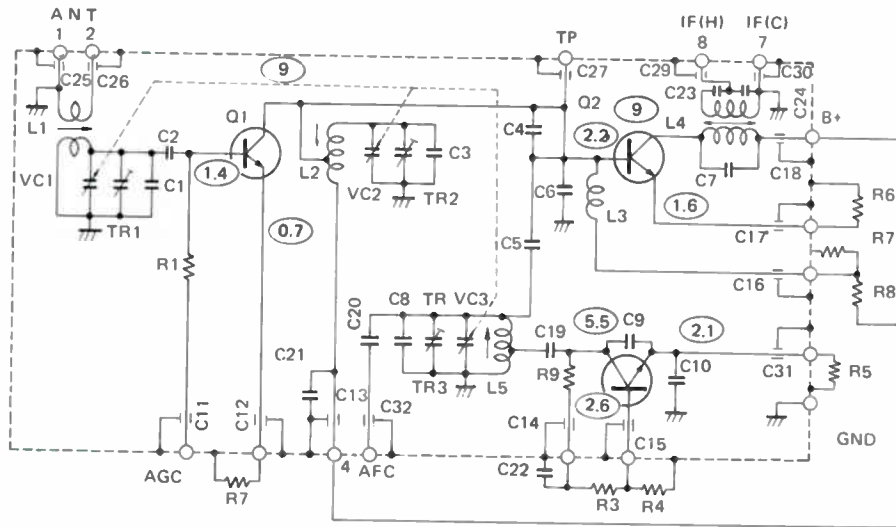 ANT
1 2
TP
IF(H) IF(C)
8 7
C25 C26
9
C27
C29 C30
C23
C24
Q1
Q2
9
B+
L1
C2
C4
2.2
L4
L2
C3
C18
VC1
1.4
VC2
TR2
C6
C7
R6
C1
L3
1.6
TR1
0.7
C5
C17
R7
R1
C16
R8
C20
C8 TR VC3
5.5 C9
2.1
C19
C21
TR3
L5
R9
C10
C31
R5
C11
C12
C13
C32
C14
2.6
C15
GND
C22
AGC
4 AFC
R7
R3 R4